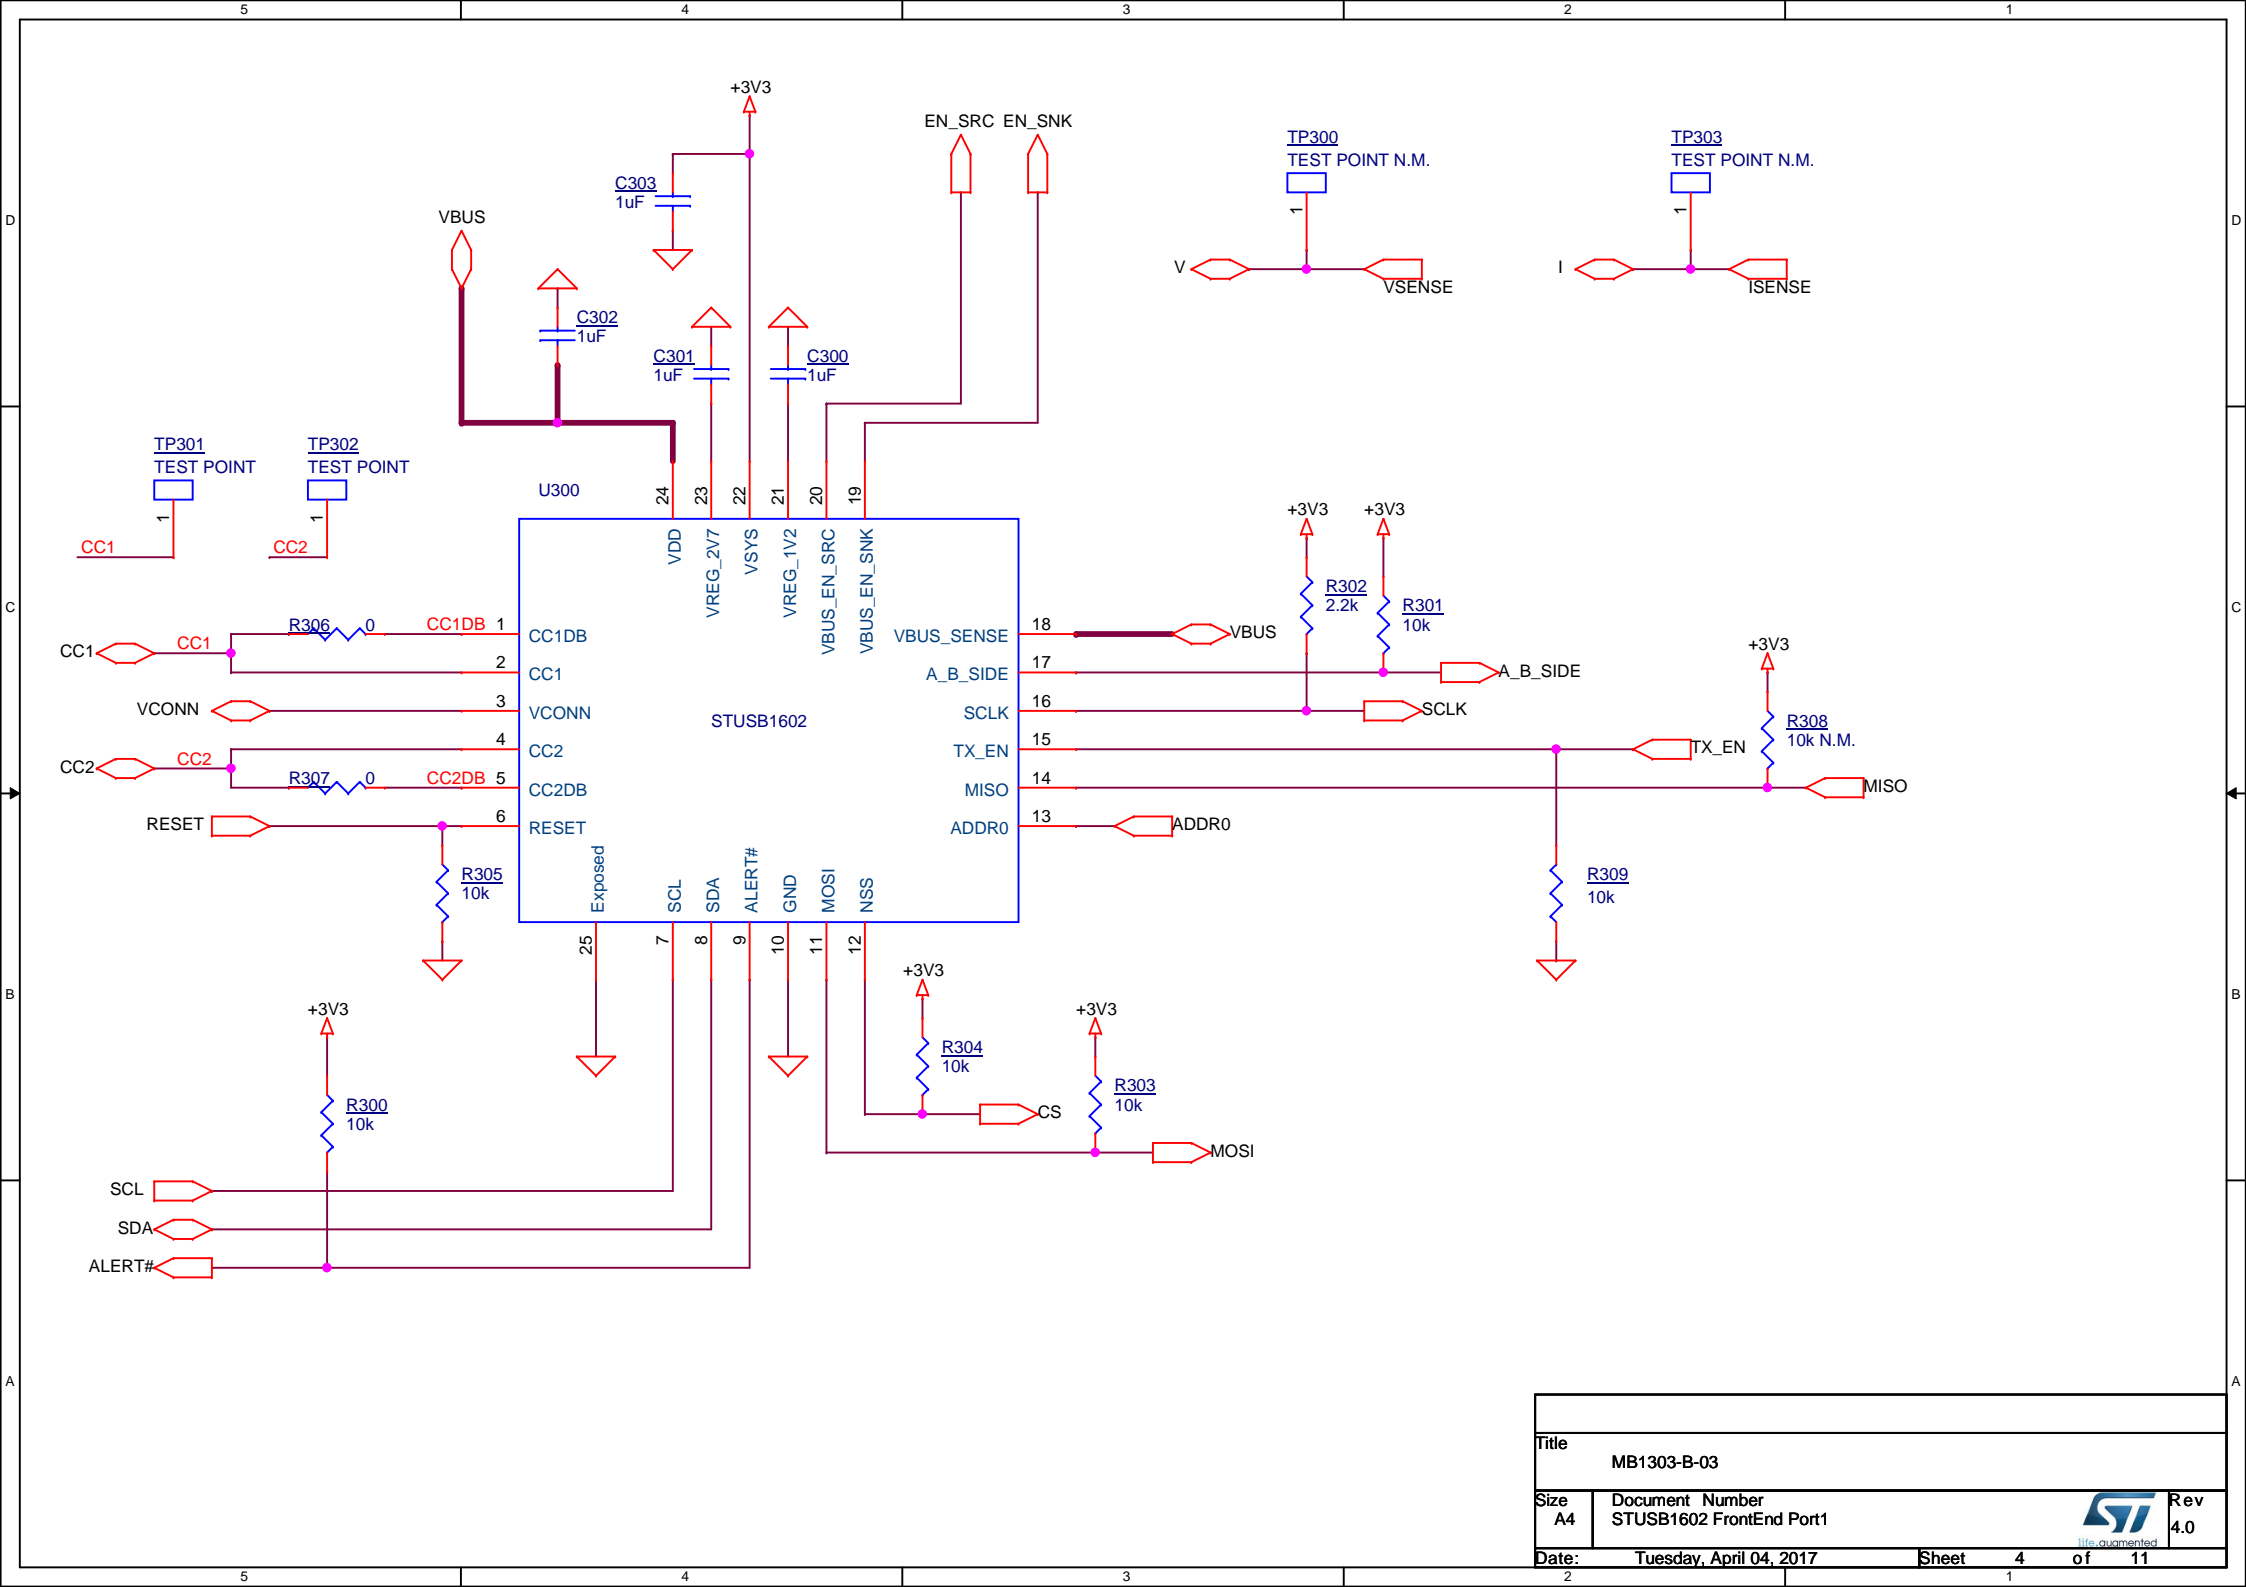 5 4 3 2 1
+3V3
EN_SRC EN_SNK
TP300
TEST POINT N.M.
1
TP303
TEST POINT N.M.
1
C303
1uF
D
D
VBUS
V
VSENSE
I
ISENSE
C302
1uF
C301
1uF
C300
1uF
TP301
TEST POINT
1
CC1
TP302
TEST POINT
1
CC2
U300
24 23 22 21 20 19
VDD
VREG_2V7
VSYS
VREG_1V2
VBUS_EN_SRC
VBUS_EN_SNK
+3V3
+3V3
R302
2.2k
R301
10k
C
C
R306 0 CC1DB 1 CC1DB
CC1 CC1
2 CC1
VCONN 3 VCONN
4 CC2
CC2 CC2
R307 0 CC2DB 5 CC2DB
RESET 6 RESET
STUSB1602
VBUS_SENSE 18 VBUS
A_B_SIDE 17 A_B_SIDE
SCLK 16 SCLK
TX_EN 15 TX_EN
MISO 14 MISO
ADDR0 13 ADDR0
+3V3
R308
10k N.M.
R305
10k
R309
10k
Exposed
SCL
SDA
ALERT#
GND
MOSI
NSS
25 7 8 9 10 11 12
B
B
+3V3
R304
10k
CS
+3V3
R303
10k
MOSI
+3V3
R300
10k
SCL
SDA
ALERT#
A
A
Title
MB1303-B-03
Size
A4
Document Number
STUSB1602 FrontEnd Port1
ST
life.augmented
Rev
4.0
Date: Tuesday, April 04, 2017 Sheet 4 of 11
5 4 3 2 1